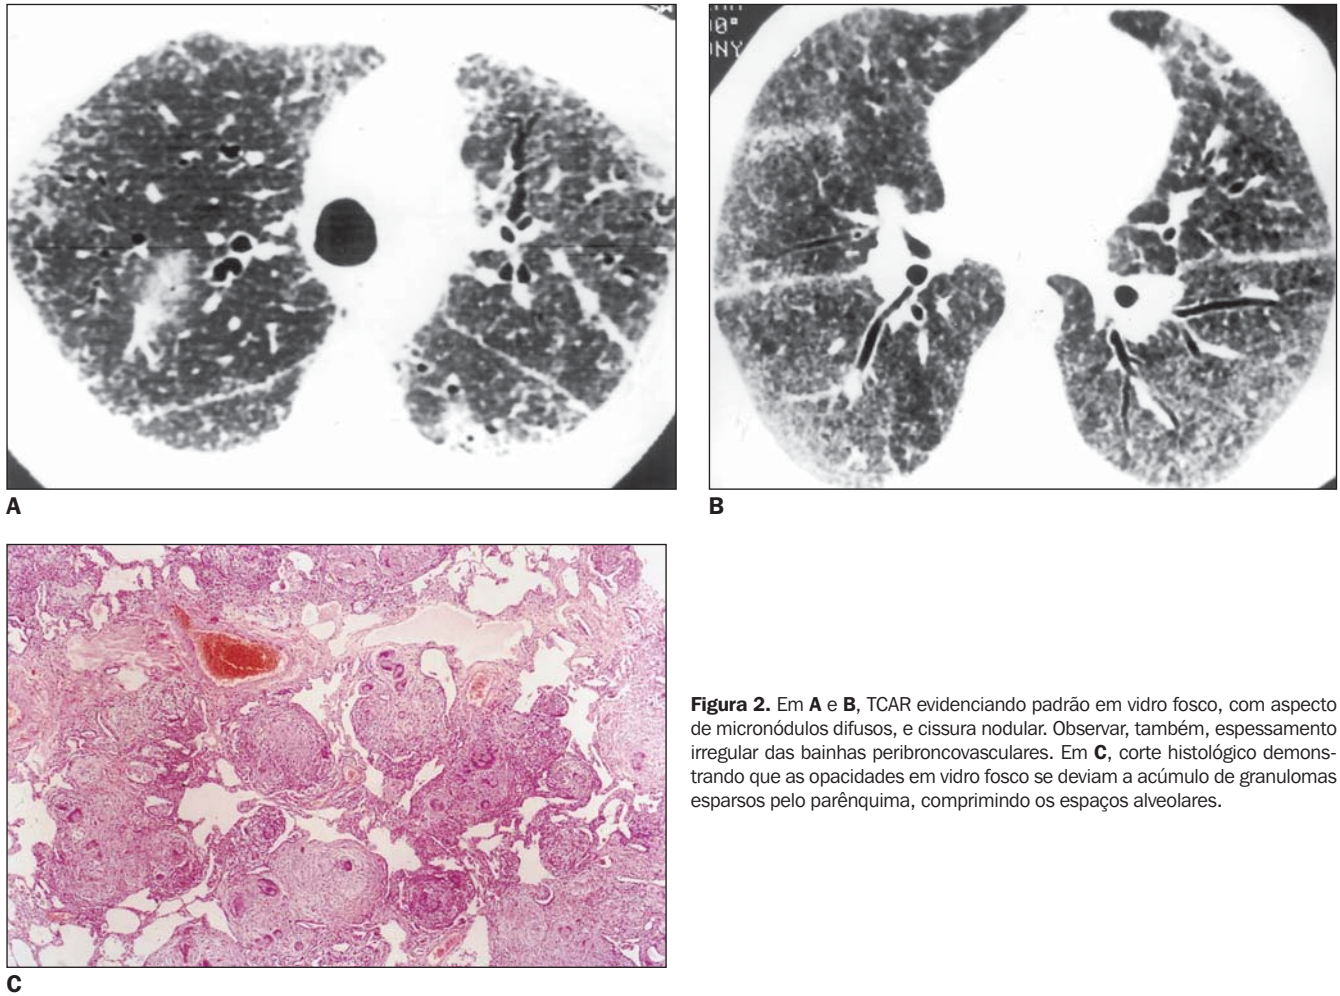 0°
NY
A
B
C
Figura 2. Em A e B, TCAR evidenciando padrão em vidro fosco, com aspecto
de micronódulos difusos, e cissura nodular. Observar, também, espessamento
irregular das bainhas peribroncovasculares. Em C, corte histológico demons-
trando que as opacidades em vidro fosco se deviam a acúmulo de granulomas
esparsos pelo parênquima, comprimindo os espaços alveolares.